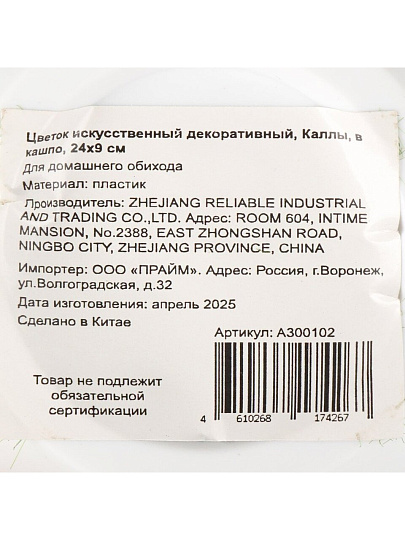 Цветок искусственный декоративный, Каллы, в
кашпо, 24х9 см
Для домашнего обихода
Материал: пластик
Производитель: ZHEJIANG RELIABLE INDUSTRIAL
AND TRADING CO.,LTD. Адрес: ROOM 604, INTIME
MANSION, No.2388, EAST ZHONGSHAN ROAD,
NINGBO CITY, ZHEJIANG PROVINCE, CHINA
Импортер: ООО «ПРАЙМ». Адрес: Россия, г.Воронеж,
ул.Волгоградская, д.32
Дата изготовления: апрель 2025
Сделано в Китае
Артикул: А300102
Товар не подлежит
обязательной
сертификации
4 610268 174267